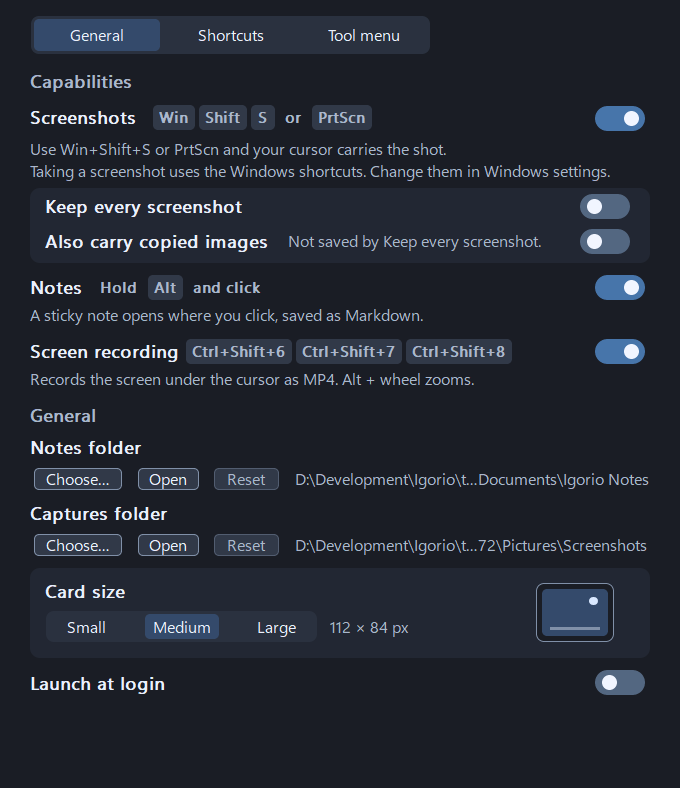 General Shortcuts Tool menu
Capabilities
Screenshots Win Shift S or PrtScn
Use Win+Shift+S or PrtScn and your cursor carries the shot.
Taking a screenshot uses the Windows shortcuts. Change them in Windows settings.
Keep every screenshot
Also carry copied images Not saved by Keep every screenshot.
Notes Hold Alt and click
A sticky note opens where you click, saved as Markdown.
Screen recording Ctrl+Shift+6 Ctrl+Shift+7 Ctrl+Shift+8
Records the screen under the cursor as MP4. Alt + wheel zooms.
General
Notes folder
Choose... Open Reset D:\Development\Igorio\t...Documents\Igorio Notes
Captures folder
Choose... Open Reset D:\Development\Igorio\t...72\Pictures\Screenshots
Card size
Small Medium Large 112 × 84 px
Launch at login